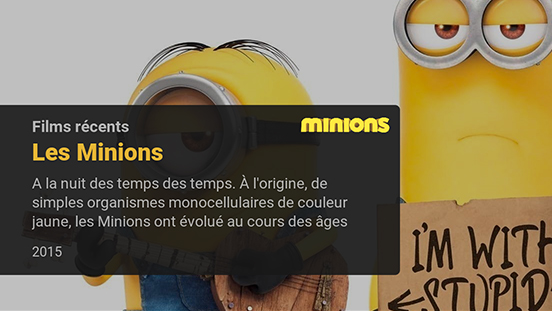 Films récents
minions
Les Minions
A la nuit des temps des temps. À l'origine, de
simples organismes monocellulaires de couleur
jaune, les Minions ont évolué au cours des âges
2015
I'M WITH
STUPID